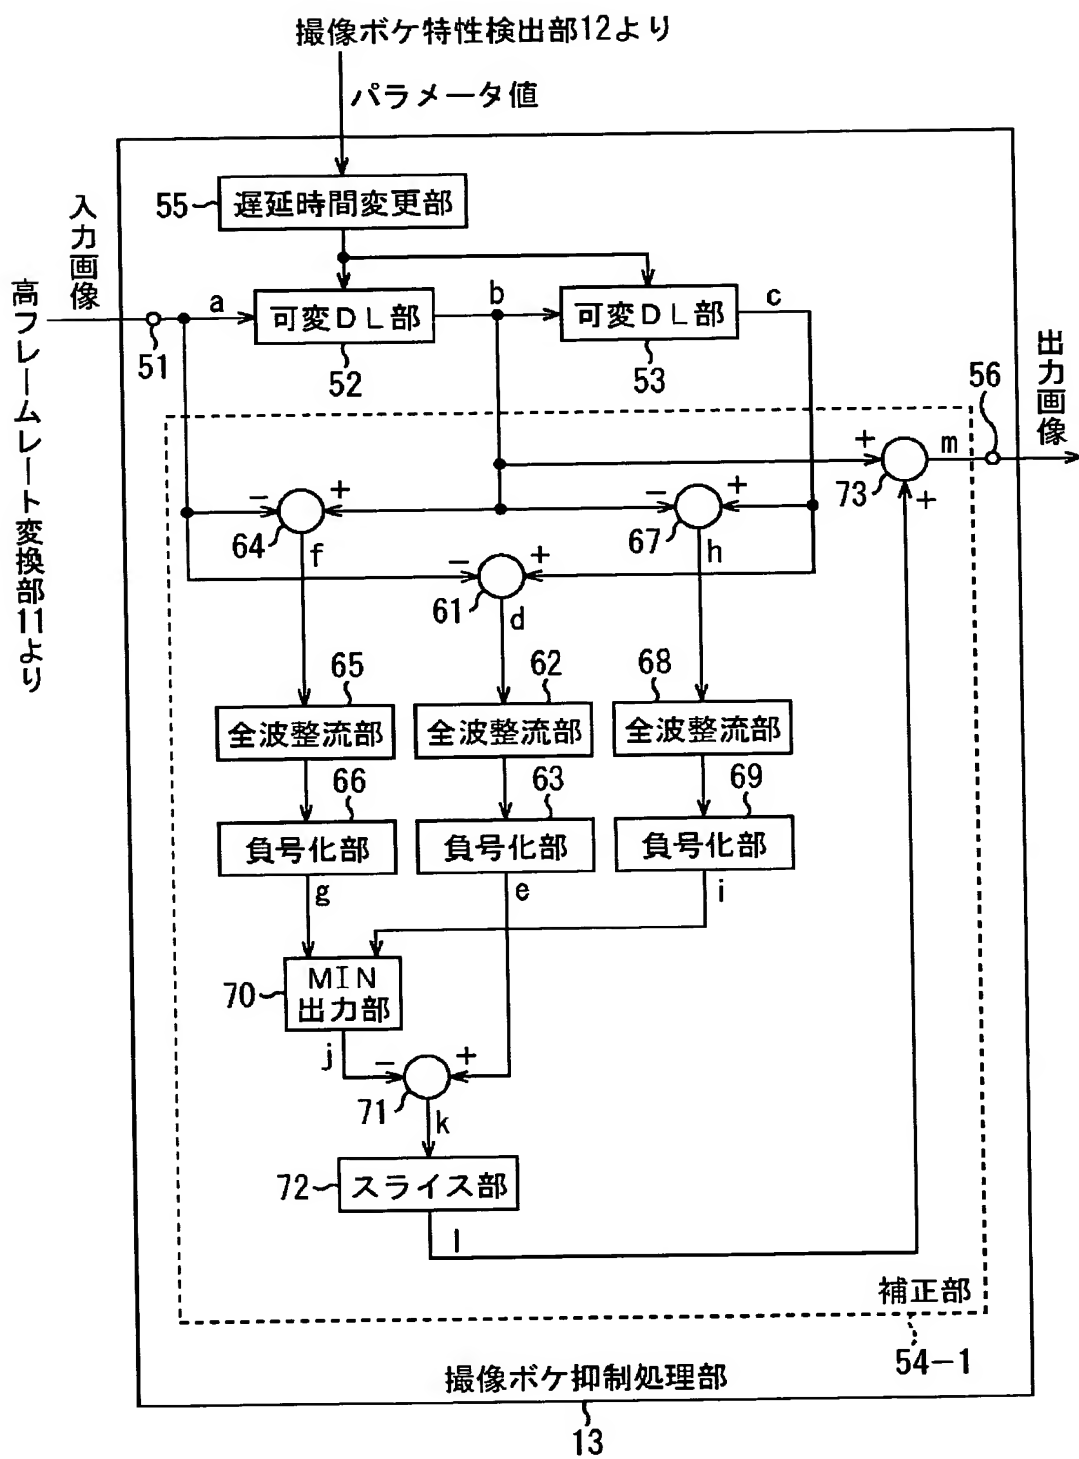 撮像ボケ特性検出部12より
パラメータ値
55
遅延時間変更部
入力画像
高フレームレート変換部11より
51
a
可変DL部
52
b
可変DL部
53
c
出力画像
56
+
m
73
+
−
+
64
f
−
+
67
h
−
+
61
d
65
全波整流部
62
全波整流部
68
全波整流部
66
負号化部
63
負号化部
69
負号化部
g
e
i
70
MIN
出力部
j
−
+
71
k
72
スライス部
l
補正部
54−1
撮像ボケ抑制処理部
13